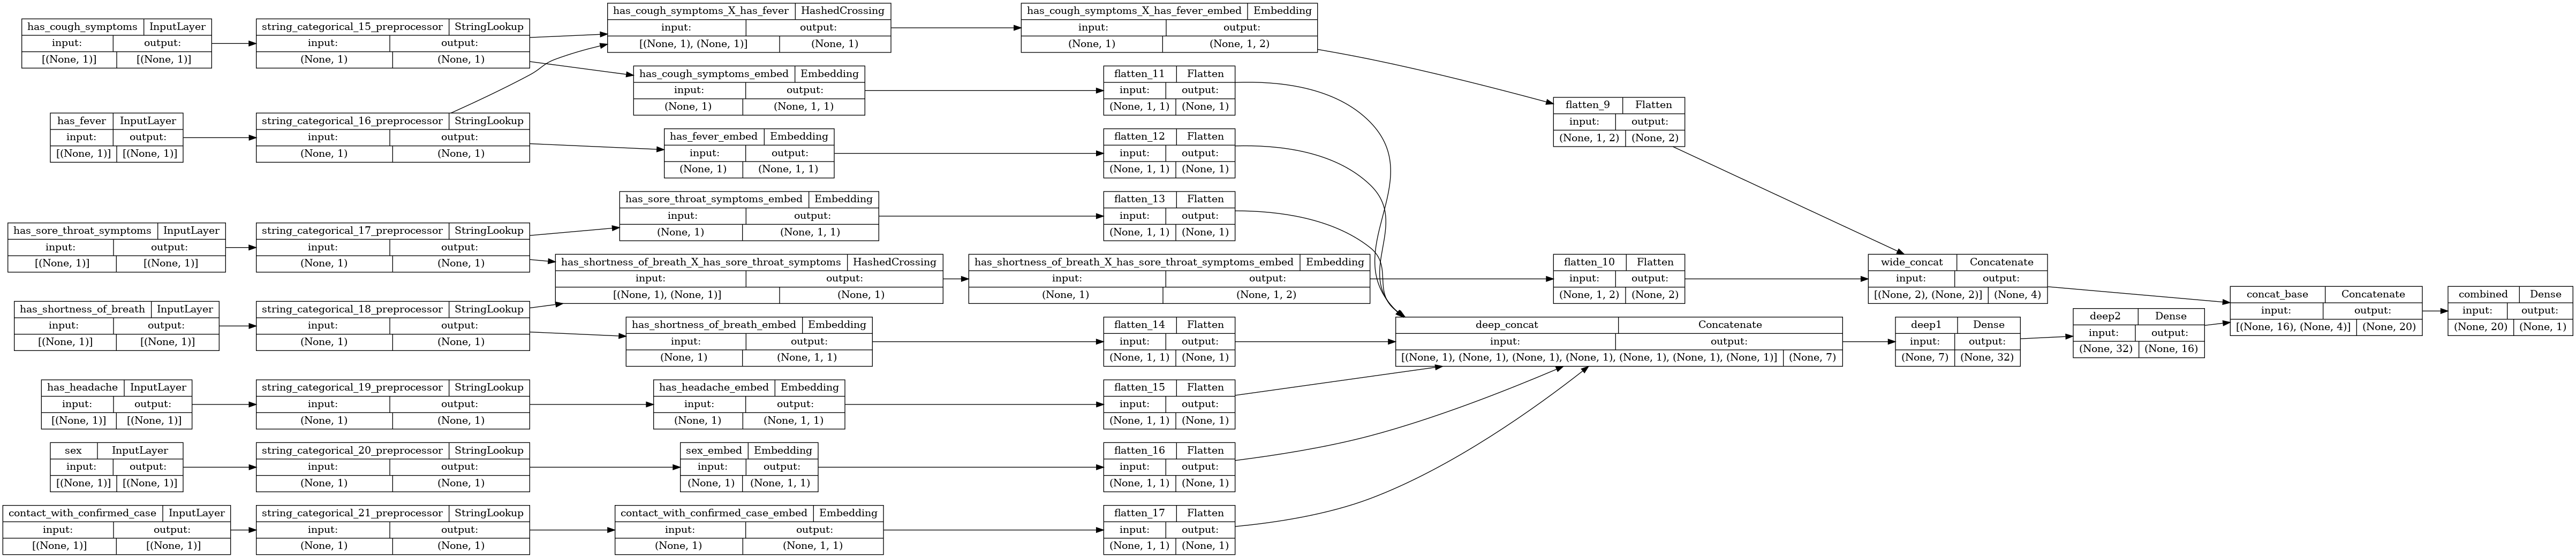 has_cough_symptoms InputLayer
input: output:
[(None, 1)] [(None, 1)]
has_fever InputLayer
input: output:
[(None, 1)] [(None, 1)]
has_sore_throat_symptoms InputLayer
input: output:
[(None, 1)] [(None, 1)]
has_shortness_of_breath InputLayer
input: output:
[(None, 1)] [(None, 1)]
has_headache InputLayer
input: output:
[(None, 1)] [(None, 1)]
sex InputLayer
input: output:
[(None, 1)] [(None, 1)]
contact_with_confirmed_case InputLayer
input: output:
[(None, 1)] [(None, 1)]
string_categorical_15_preprocessor StringLookup
input: output:
(None, 1) (None, 1)
string_categorical_16_preprocessor StringLookup
input: output:
(None, 1) (None, 1)
string_categorical_17_preprocessor StringLookup
input: output:
(None, 1) (None, 1)
string_categorical_18_preprocessor StringLookup
input: output:
(None, 1) (None, 1)
string_categorical_19_preprocessor StringLookup
input: output:
(None, 1) (None, 1)
string_categorical_20_preprocessor StringLookup
input: output:
(None, 1) (None, 1)
string_categorical_21_preprocessor StringLookup
input: output:
(None, 1) (None, 1)
has_cough_symptoms_X_has_fever HashedCrossing
input: output:
[(None, 1), (None, 1)] (None, 1)
has_cough_symptoms_embed Embedding
input: output:
(None, 1) (None, 1, 1)
has_fever_embed Embedding
input: output:
(None, 1) (None, 1, 1)
has_sore_throat_symptoms_embed Embedding
input: output:
(None, 1) (None, 1, 1)
has_shortness_of_breath_X_has_sore_throat_symptoms HashedCrossing
input: output:
[(None, 1), (None, 1)] (None, 1)
has_shortness_of_breath_embed Embedding
input: output:
(None, 1) (None, 1, 1)
has_headache_embed Embedding
input: output:
(None, 1) (None, 1, 1)
sex_embed Embedding
input: output:
(None, 1) (None, 1, 1)
contact_with_confirmed_case_embed Embedding
input: output:
(None, 1) (None, 1, 1)
has_cough_symptoms_X_has_fever_embed Embedding
input: output:
(None, 1) (None, 1, 2)
flatten_11 Flatten
input: output:
(None, 1, 1) (None, 1)
flatten_12 Flatten
input: output:
(None, 1, 1) (None, 1)
flatten_13 Flatten
input: output:
(None, 1, 1) (None, 1)
has_shortness_of_breath_X_has_sore_throat_symptoms_embed Embedding
input: output:
(None, 1) (None, 1, 2)
flatten_14 Flatten
input: output:
(None, 1, 1) (None, 1)
flatten_15 Flatten
input: output:
(None, 1, 1) (None, 1)
flatten_16 Flatten
input: output:
(None, 1, 1) (None, 1)
flatten_17 Flatten
input: output:
(None, 1, 1) (None, 1)
flatten_9 Flatten
input: output:
(None, 1, 2) (None, 2)
flatten_10 Flatten
input: output:
(None, 1, 2) (None, 2)
deep_concat Concatenate
input: output:
[(None, 1), (None, 1), (None, 1), (None, 1), (None, 1), (None, 1), (None, 1)] (None, 7)
wide_concat Concatenate
input: output:
[(None, 2), (None, 2)] (None, 4)
deep1 Dense
input: output:
(None, 7) (None, 32)
deep2 Dense
input: output:
(None, 32) (None, 16)
concat_base Concatenate
input: output:
[(None, 16), (None, 4)] (None, 20)
combined Dense
input: output:
(None, 20) (None, 1)